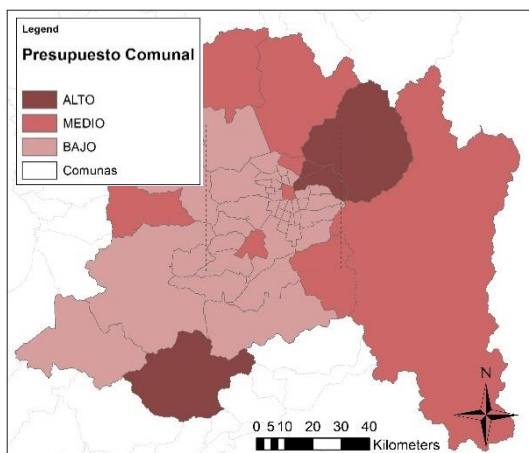 Legend
Presupuesto Comunal
ALTO
MEDIO
BAJO
Comunas
N
0 5 10 20 30 40
Kilometers